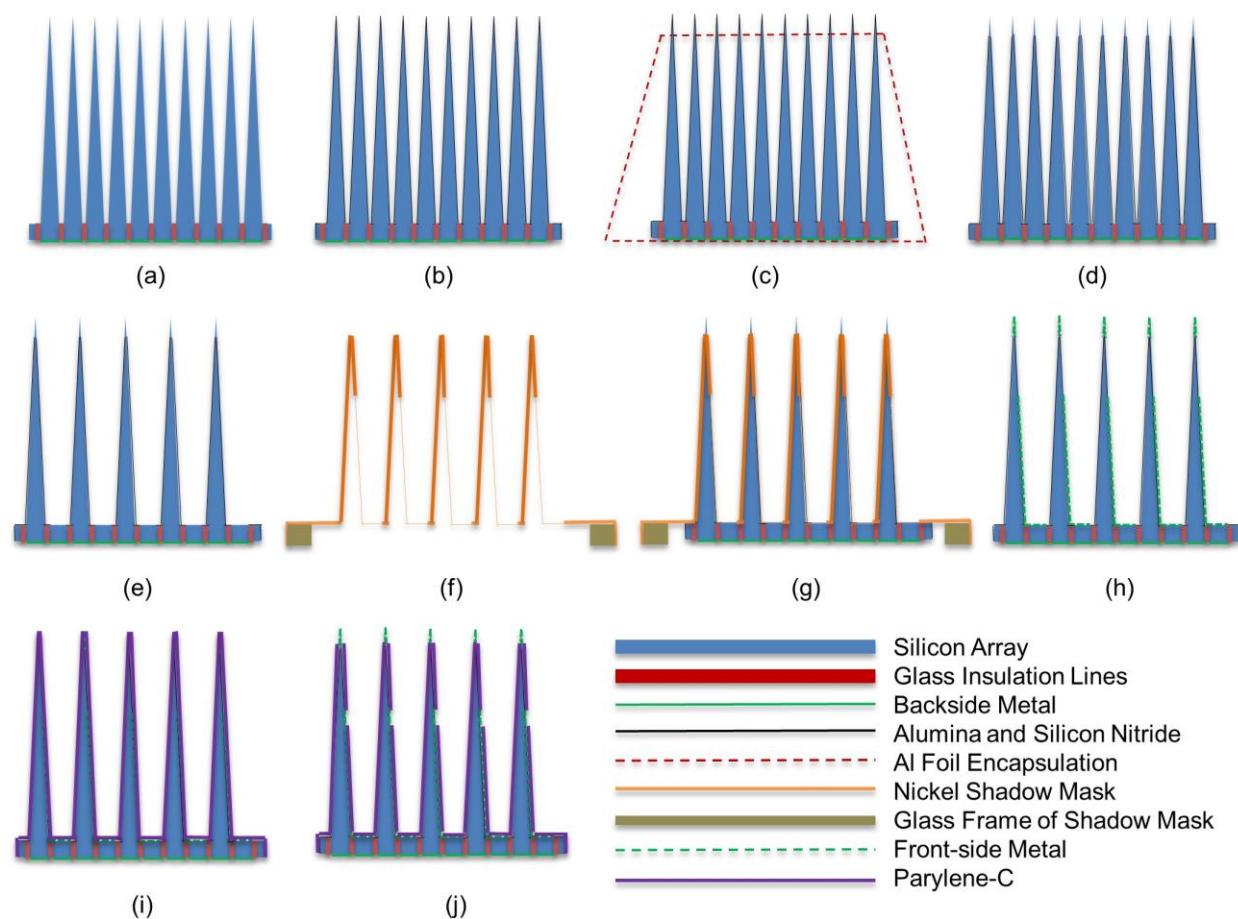 (a)
(b)
(c)
(d)
(e)
(f)
(g)
(h)
(i)
(j)
Silicon Array
Glass Insulation Lines
Backside Metal
Alumina and Silicon Nitride
Al Foil Encapsulation
Nickel Shadow Mask
Glass Frame of Shadow Mask
Front-side Metal
Parylene-C